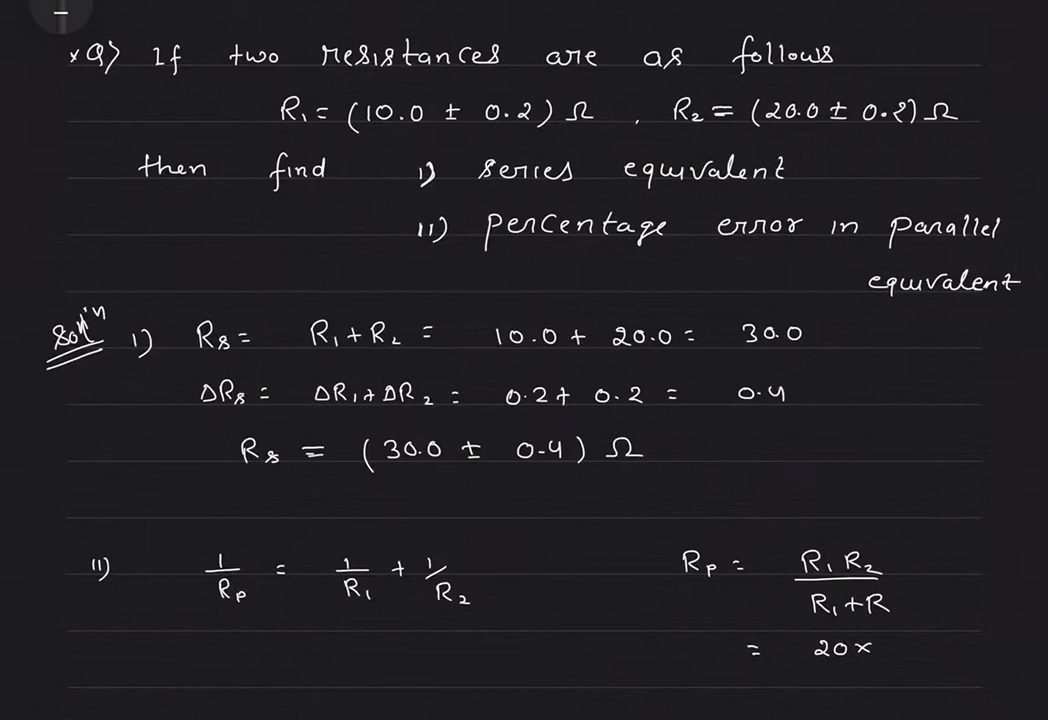 *Q> If two resistances are as follows
R₁ = (10.0 ± 0.2) Ω , R₂ = (20.0 ± 0.2) Ω
then find i) series equivalent
ii) percentage error in parallel
equivalent
Sol'n i) Rs = R₁ + R₂ = 10.0 + 20.0 = 30.0
ΔRs = ΔR₁ + ΔR₂ = 0.2 + 0.2 = 0.4
Rs = (30.0 ± 0.4) Ω
ii) 1/Rp = 1/R₁ + 1/R₂ Rp = R₁ R₂ / R₁ + R
= 20 ×